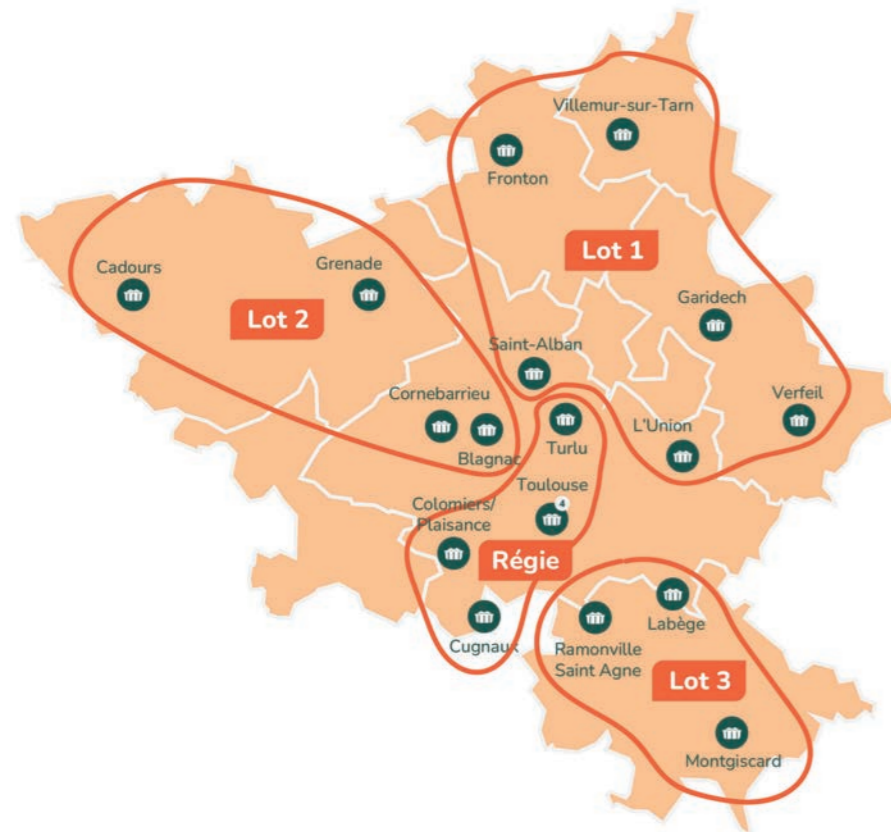 Villemur-sur-Tarn
Fronton
Lot 1
Cadours
Grenade
Lot 2
Garidech
Saint-Alban
Cornebarrieu
Blagnac
Turlu
L'Union
Verfeil
Toulouse
4
Colomiers/
Plaisance
Régie
Cugnaux
Labège
Ramonville
Saint Agne
Lot 3
Montgiscard